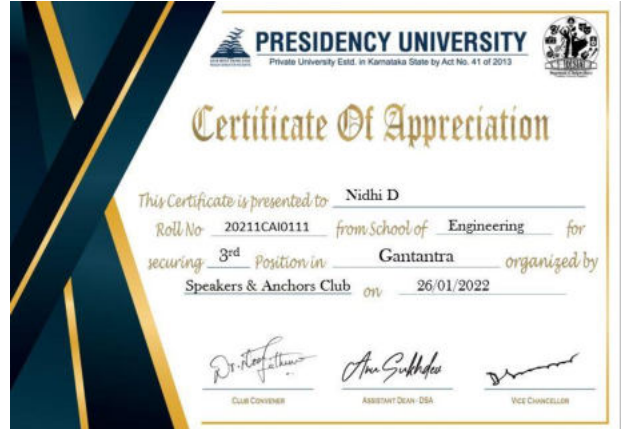 PRESIDENCY UNIVERSITY
Private University Estd. in Karnataka State by Act No. 41 of 2013
Certificate Of Appreciation
This Certificate is presented to Nidhi D
Roll No 20211CAI0111 from School of Engineering for
securing 3rd Position in Gantantra organized by
Speakers & Anchors Club on 26/01/2022
CLUB CONVENER
ASSISTANT DEAN - DSA
VICE CHANCELLOR